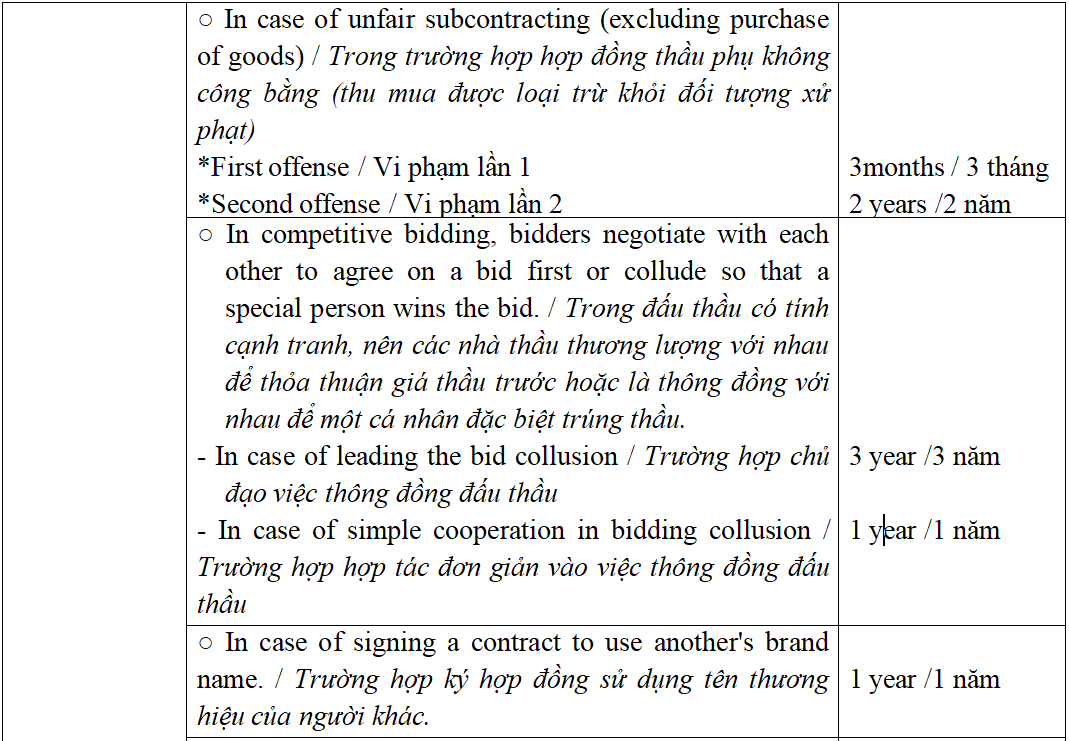 ○ In case of unfair subcontracting (excluding purchase
of goods) / Trong trường hợp hợp đồng thầu phụ không
công bằng (thu mua được loại trừ khỏi đối tượng xử
phạt)
*First offense / Vi phạm lần 1
3months / 3 tháng
*Second offense / Vi phạm lần 2
2 years /2 năm
○ In competitive bidding, bidders negotiate with each
other to agree on a bid first or collude so that a
special person wins the bid. / Trong đấu thầu có tính
cạnh tranh, nên các nhà thầu thương lượng với nhau
để thỏa thuận giá thầu trước hoặc là thông đồng với
nhau để một cá nhân đặc biệt trúng thầu.
- In case of leading the bid collusion / Trường hợp chủ
đạo việc thông đồng đấu thầu
3 year /3 năm
- In case of simple cooperation in bidding collusion /
Trường hợp hợp tác đơn giản vào việc thông đồng đấu
thầu
1 year /1 năm
○ In case of signing a contract to use another's brand
name. / Trường hợp ký hợp đồng sử dụng tên thương
hiệu của người khác.
1 year /1 năm